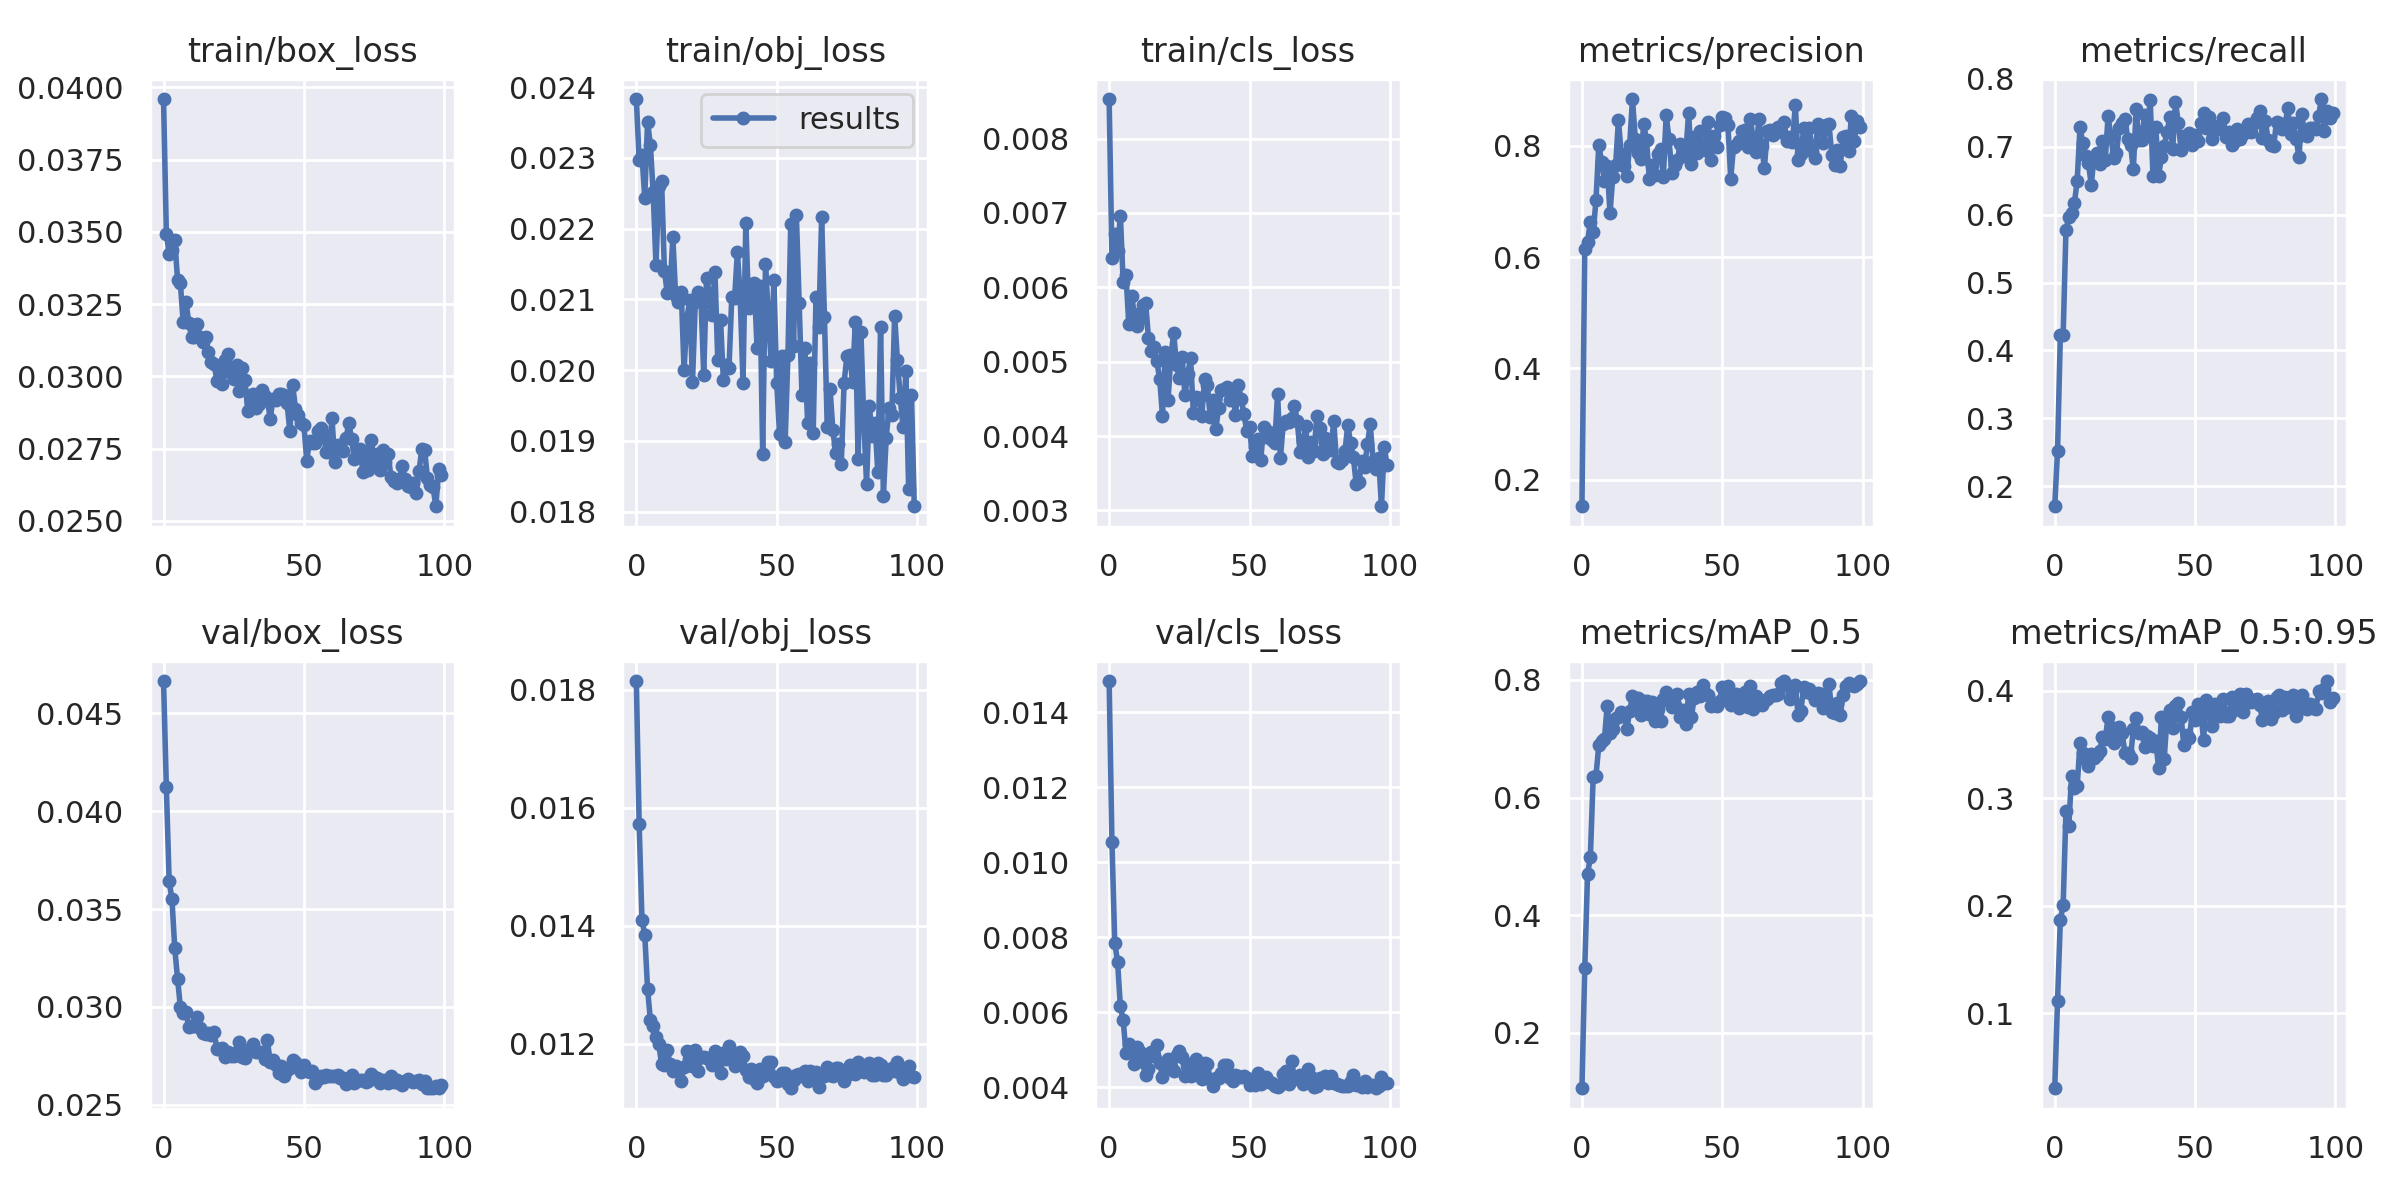 train/box_loss
0.0400
0.0375
0.0350
0.0325
0.0300
0.0275
0.0250
0 50 100
train/obj_loss
results
0.024
0.023
0.022
0.021
0.020
0.019
0.018
0 50 100
train/cls_loss
0.008
0.007
0.006
0.005
0.004
0.003
0 50 100
metrics/precision
0.8
0.6
0.4
0.2
0 50 100
metrics/recall
0.8
0.7
0.6
0.5
0.4
0.3
0.2
0 50 100
val/box_loss
0.045
0.040
0.035
0.030
0.025
0 50 100
val/obj_loss
0.018
0.016
0.014
0.012
0 50 100
val/cls_loss
0.014
0.012
0.010
0.008
0.006
0.004
0 50 100
metrics/mAP_0.5
0.8
0.6
0.4
0.2
0 50 100
metrics/mAP_0.5:0.95
0.4
0.3
0.2
0.1
0 50 100